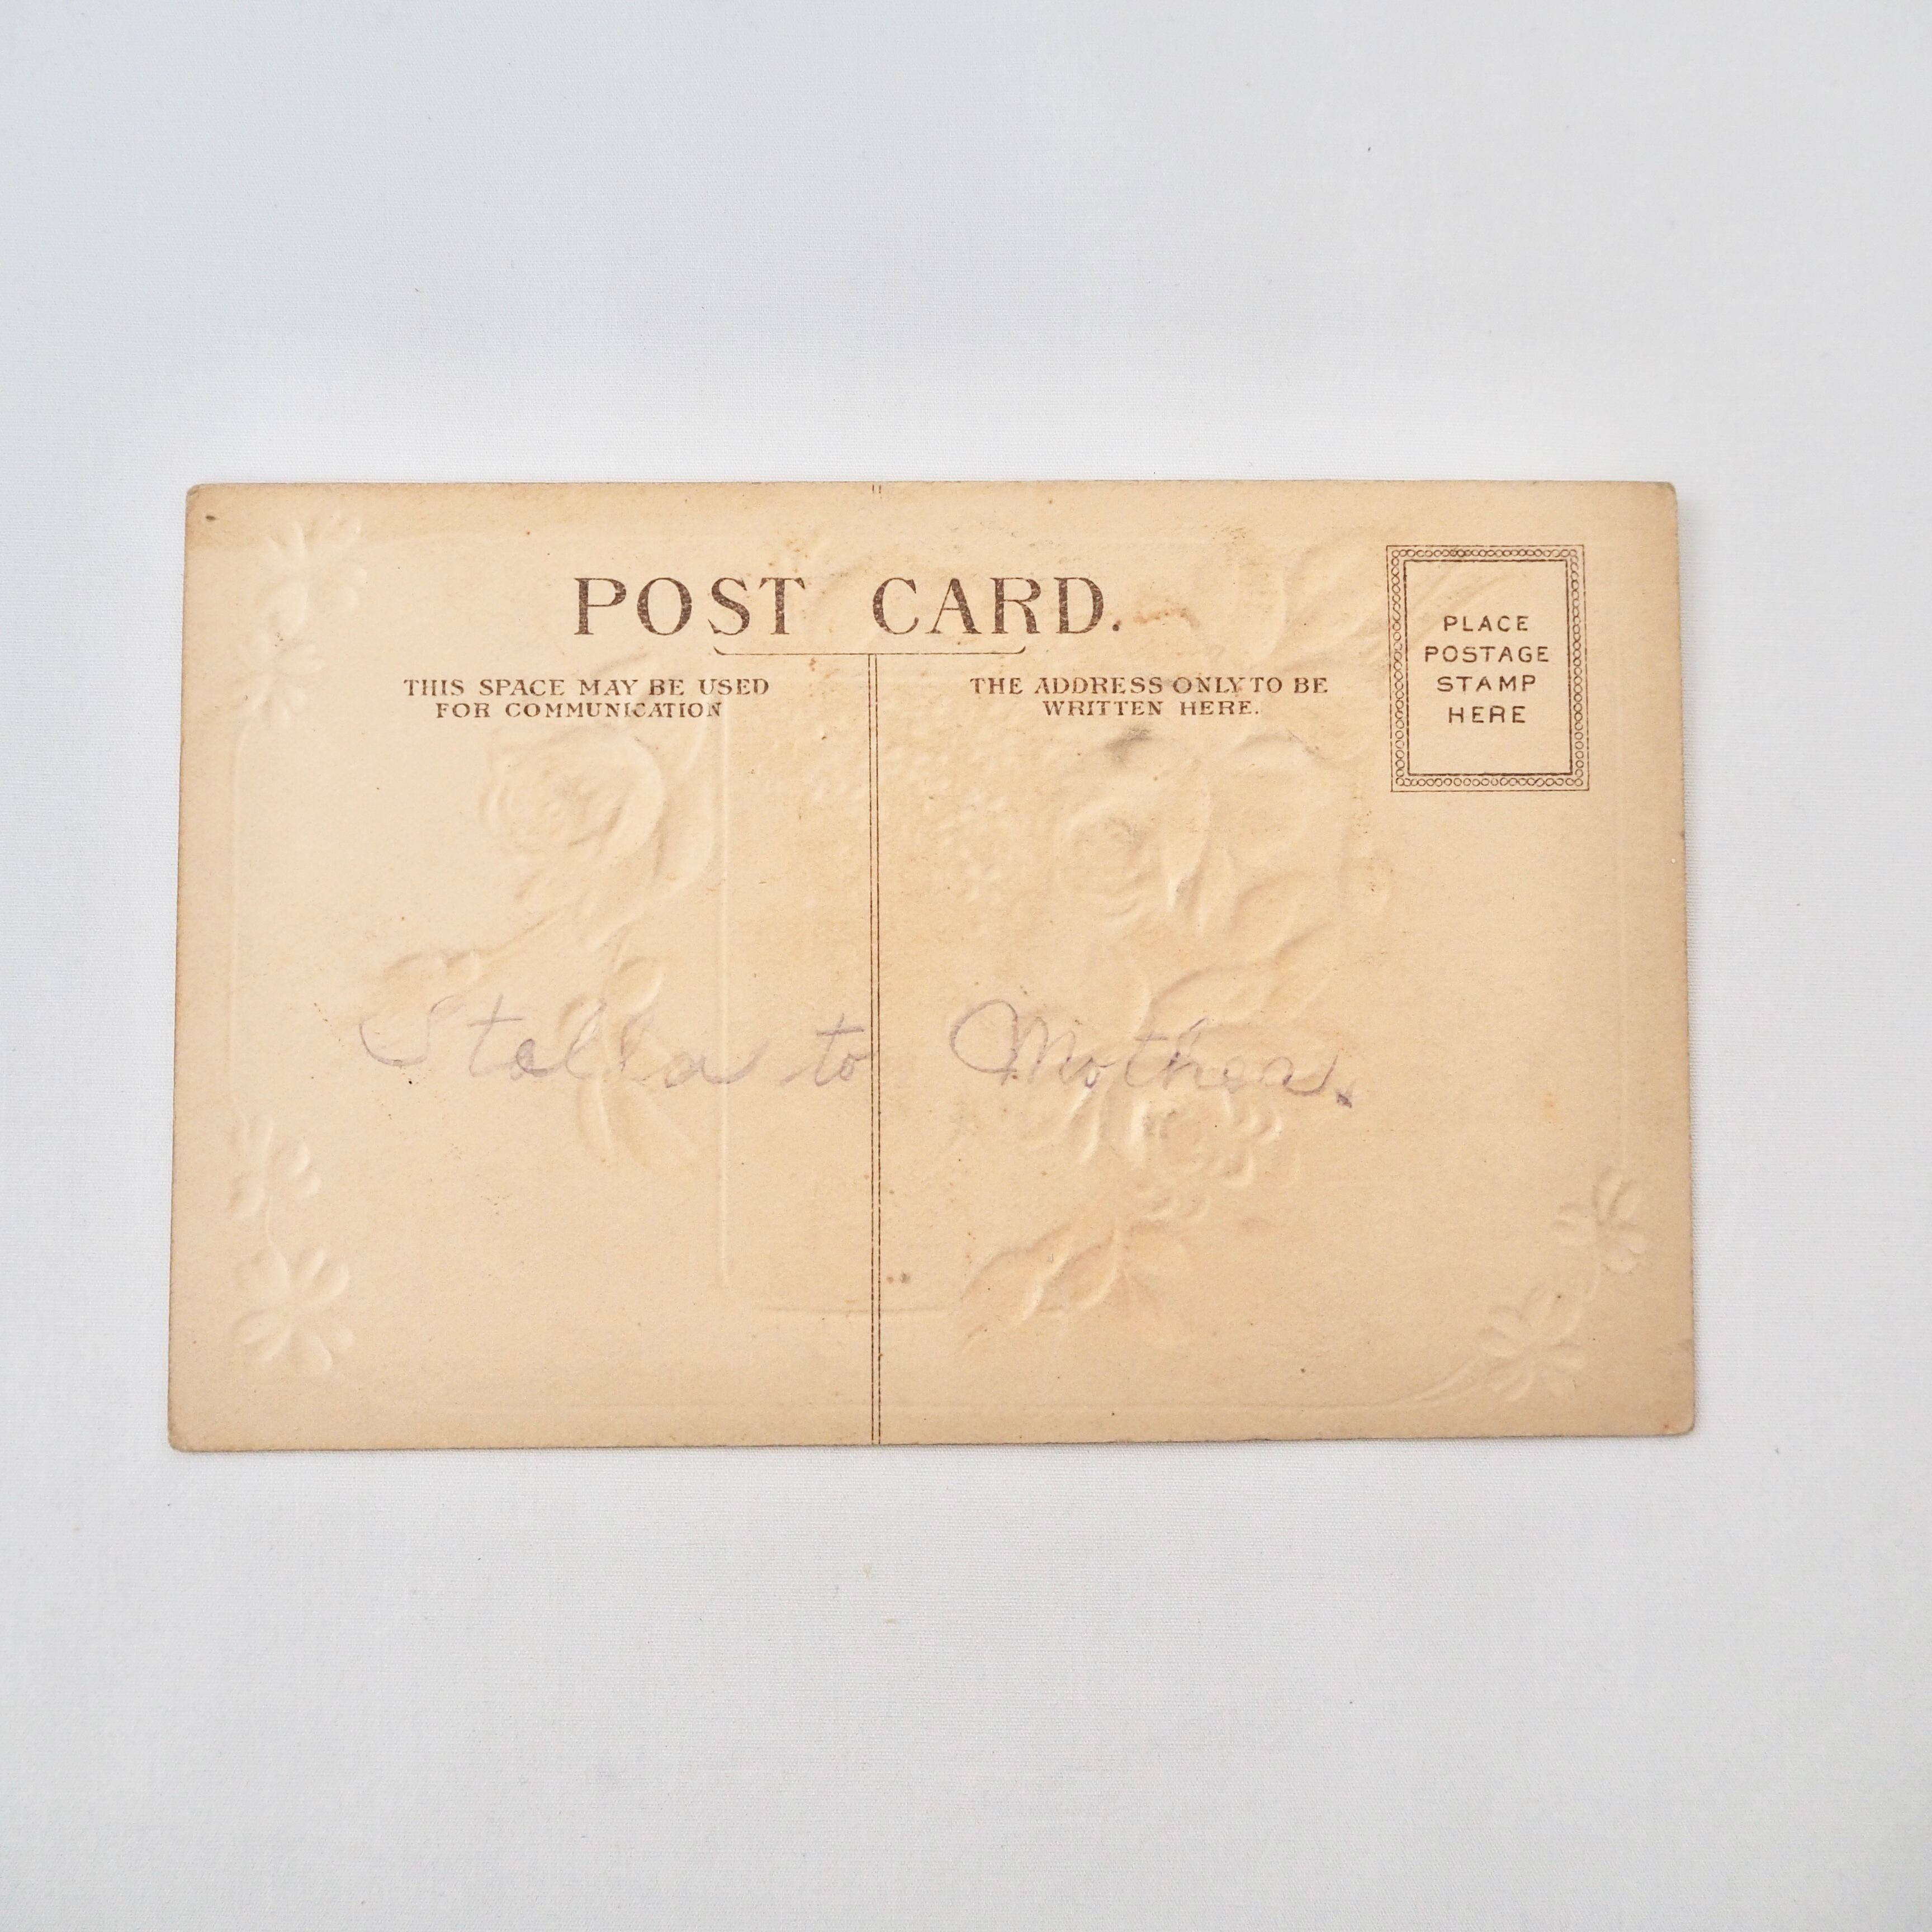 POST CARD.
THIS SPACE MAY BE USED
FOR COMMUNICATION
THE ADDRESS ONLY TO BE
WRITTEN HERE.
PLACE
POSTAGE
STAMP
HERE
Stella to Mother.